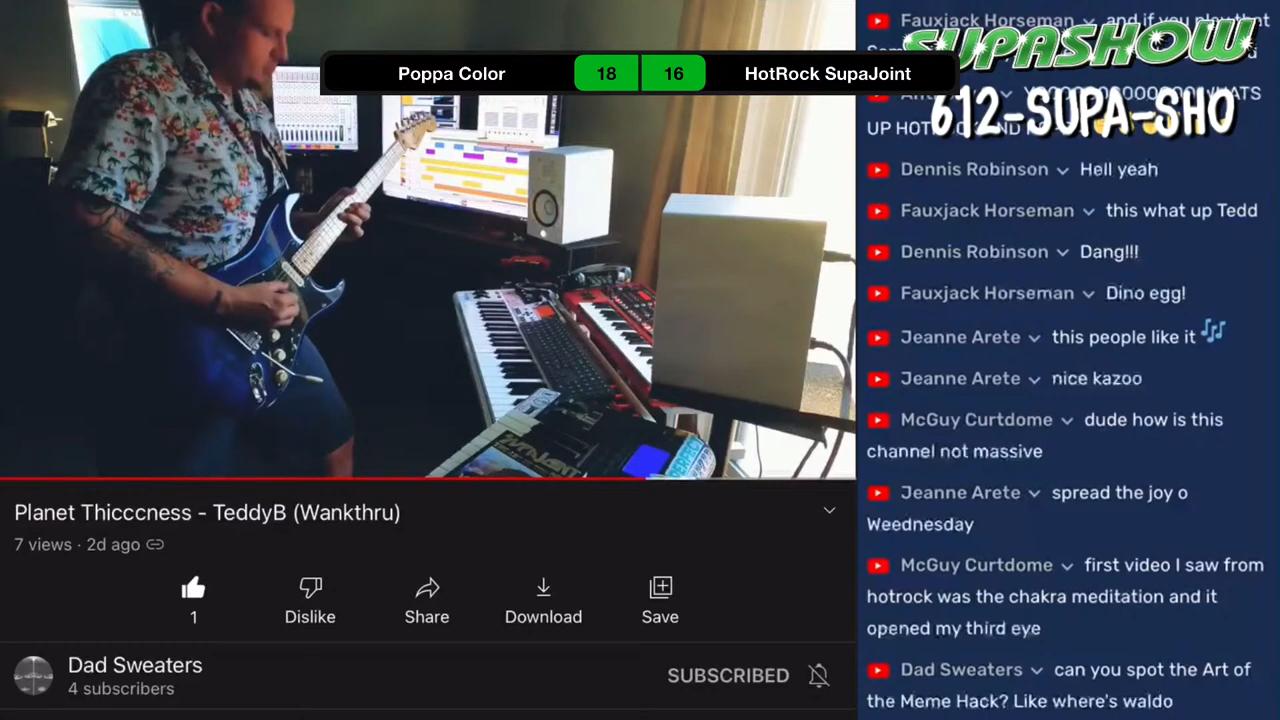 Poppa Color 18 16 HotRock SupaJoint
SUPASHOW
612-SUPA-SHO
Planet Thicccness - TeddyB (Wankthru)
7 views · 2d ago
1
Dislike
Share
Download
Save
Dad Sweaters
4 subscribers
SUBSCRIBED
Fauxjack Horseman and if you
Dennis Robinson Hell yeah
Fauxjack Horseman this what up Tedd
Dennis Robinson Dang!!!
Fauxjack Horseman Dino egg!
Jeanne Arete this people like it 🎶
Jeanne Arete nice kazoo
McGuy Curtdome dude how is this
channel not massive
Jeanne Arete spread the joy o
Weednesday
McGuy Curtdome first video I saw from
hotrock was the chakra meditation and it
opened my third eye
Dad Sweaters can you spot the Art of
the Meme Hack? Like where's waldo